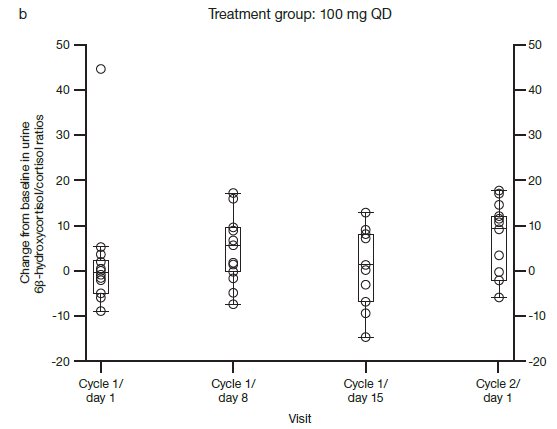 b
Treatment group: 100 mg QD
Change from baseline in urine
6β-hydroxycortisol/cortisol ratios
50
40
30
20
10
0
-10
-20
50
40
30
20
10
0
-10
-20
Cycle 1/
day 1
Cycle 1/
day 8
Cycle 1/
day 15
Cycle 2/
day 1
Visit